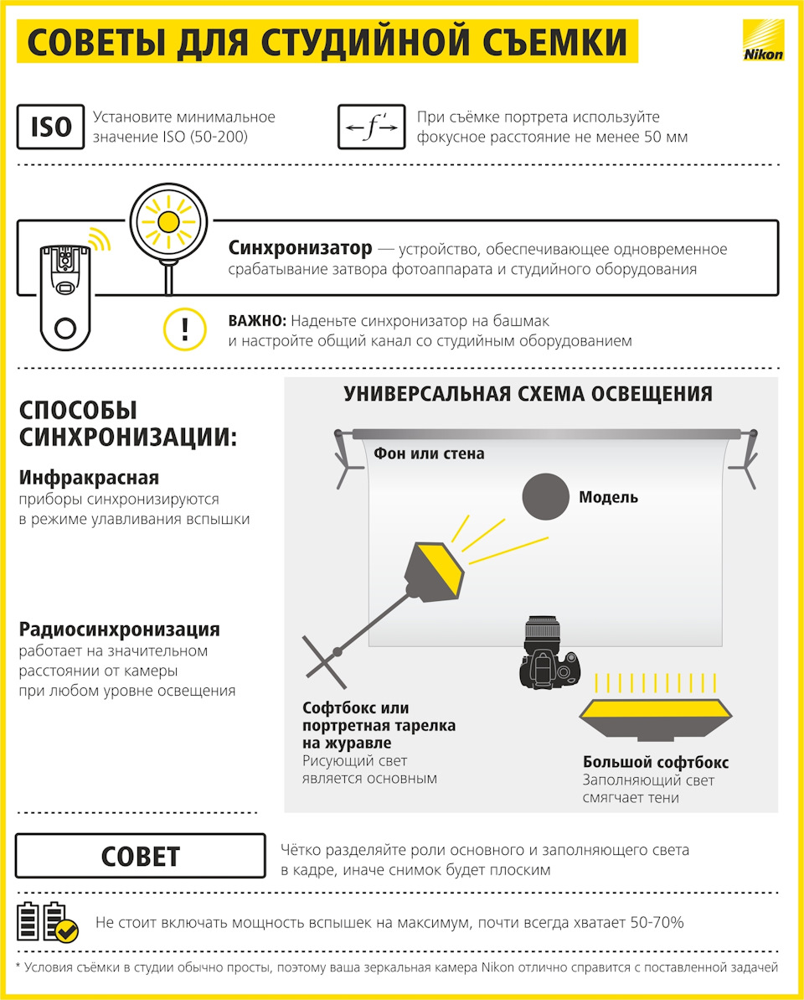 СОВЕТЫ ДЛЯ СТУДИЙНОЙ СЪЕМКИ
Nikon
ISO
Установите минимальное
значение ISO (50-200)
f'
При съёмке портрета используйте
фокусное расстояние не менее 50 мм
Синхронизатор — устройство, обеспечивающее одновременное
срабатывание затвора фотоаппарата и студийного оборудования
!
ВАЖНО: Наденьте синхронизатор на башмак
и настройте общий канал со студийным оборудованием
СПОСОБЫ
СИНХРОНИЗАЦИИ:
Инфракрасная
приборы синхронизируются
в режиме улавливания вспышки
Радиосинхронизация
работает на значительном
расстоянии от камеры
при любом уровне освещения
УНИВЕРСАЛЬНАЯ СХЕМА ОСВЕЩЕНИЯ
Фон или стена
Модель
Софтбокс или
портретная тарелка
на журавле
Рисующий свет
является основным
Большой софтбокс
Заполняющий свет
смягчает тени
СОВЕТ
Чётко разделяйте роли основного и заполняющего света
в кадре, иначе снимок будет плоским
Не стоит включать мощность вспышек на максимум, почти всегда хватает 50-70%
* Условия съёмки в студии обычно просты, поэтому ваша зеркальная камера Nikon отлично справится с поставленной задачей